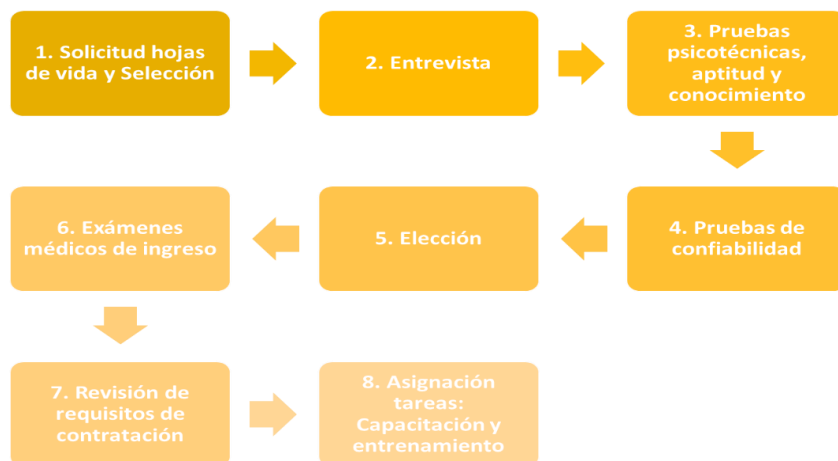 1. Solicitud hojas
de vida y Selección
2. Entrevista
3. Pruebas
psicotécnicas,
aptitud y
conocimiento
4. Pruebas de
confiabilidad
5. Elección
6. Exámenes
médicos de ingreso
7. Revisión de
requisitos de
contratación
8. Asignación
tareas:
Capacitación y
entrenamiento